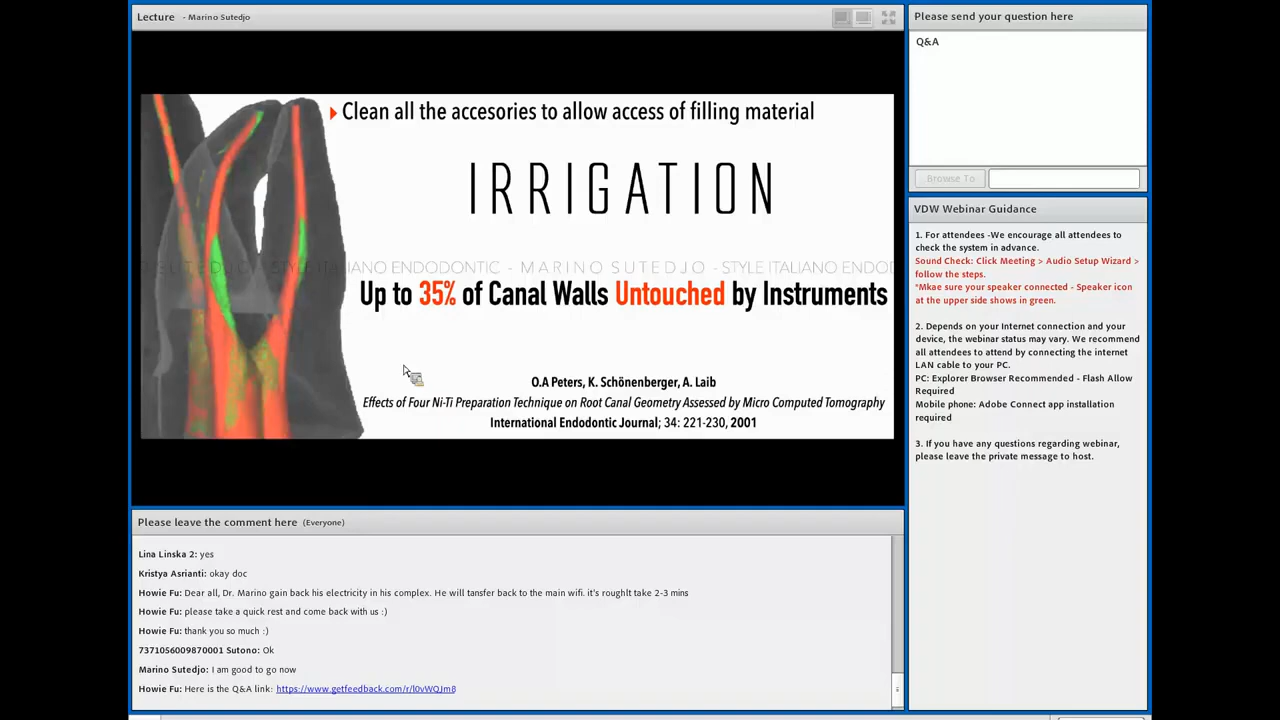 Lecture - Marino Sutedjo
Clean all the accesories to allow access of filling material
IRRIGATION
SUTEDJO - STYLE ITALIANO ENDODONTIC - MARINO SUTEDJO - STYLE ITALIANO ENDOD
Up to 35% of Canal Walls Untouched by Instruments
O.A Peters, K. Schönenberger, A. Laib
Effects of Four Ni-Ti Preparation Technique on Root Canal Geometry Assessed by Micro Computed Tomography
International Endodontic Journal; 34: 221-230, 2001
Please leave the comment here (Everyone)
Lina Linska 2: yes
Kristya Asrianti: okay doc
Howie Fu: Dear all, Dr. Marino gain back his electricity in his complex. He will tansfer back to the main wifi. it's roughlt take 2-3 mins
Howie Fu: please take a quick rest and come back with us :)
Howie Fu: thank you so much :)
7371056009870001 Sutono: Ok
Marino Sutedjo: I am good to go now
Howie Fu: Here is the Q&A link: https://www.getfeedback.com/r/l0vWQJm8
Please send your question here
Q&A
Browse To
VDW Webinar Guidance
1. For attendees -We encourage all attendees to
check the system in advance.
Sound Check: Click Meeting > Audio Setup Wizard >
follow the steps.
*Mkae sure your speaker connected - Speaker icon
at the upper side shows in green.
2. Depends on your Internet connection and your
device, the webinar status may vary. We recommend
all attendees to attend by connecting the internet
LAN cable to your PC.
PC: Explorer Browser Recommended - Flash Allow
Required
Mobile phone: Adobe Connect app installation
required
3. If you have any questions regarding webinar,
please leave the private message to host.